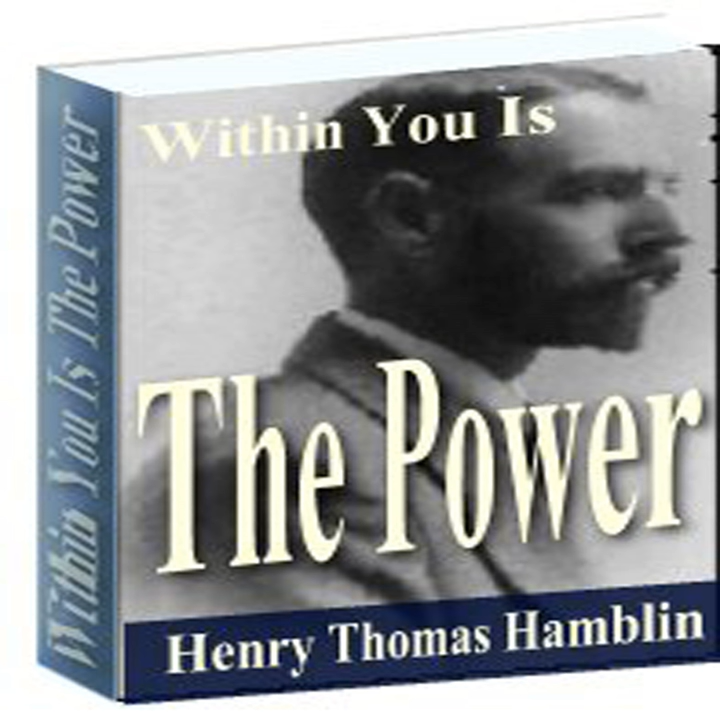 Within You Is The Power
Within You Is
The Power
Henry Thomas Hamblin